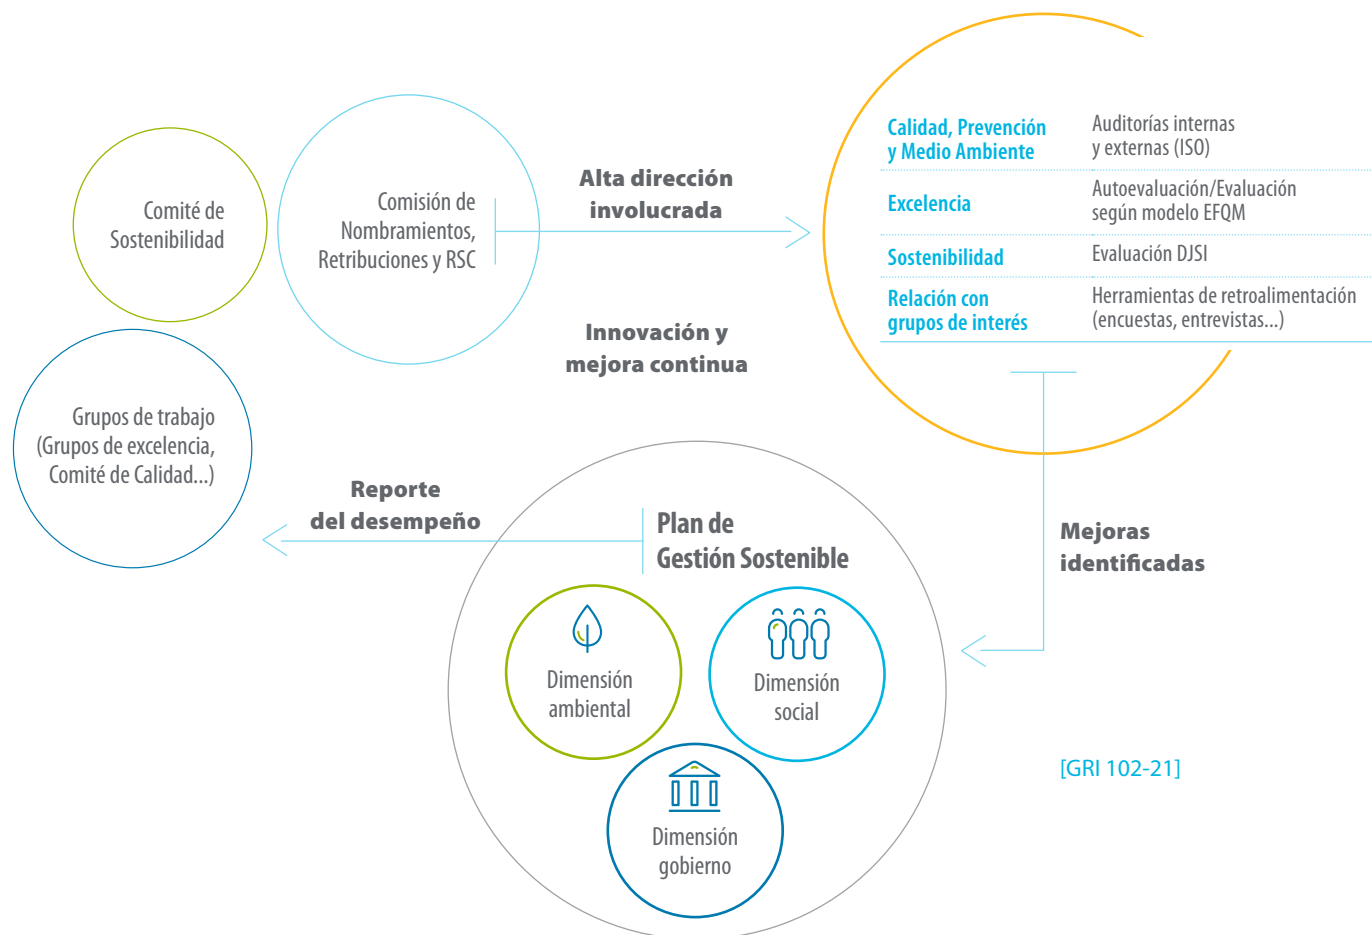 Comité de
Sostenibilidad
Comisión de
Nombramientos,
Retribuciones y RSC
Alta dirección
involucrada
Calidad, Prevención
y Medio Ambiente
Auditorías internas
y externas (ISO)
Excelencia
Autoevaluación/Evaluación
según modelo EFQM
Sostenibilidad
Evaluación DJSI
Relación con
grupos de interés
Herramientas de retroalimentación
(encuestas, entrevistas...)
Innovación y
mejora continua
Grupos de trabajo
(Grupos de excelencia,
Comité de Calidad...)
Reporte
del desempeño
Plan de
Gestión Sostenible
Mejoras
identificadas
Dimensión
ambiental
Dimensión
social
Dimensión
gobierno
[GRI 102-21]